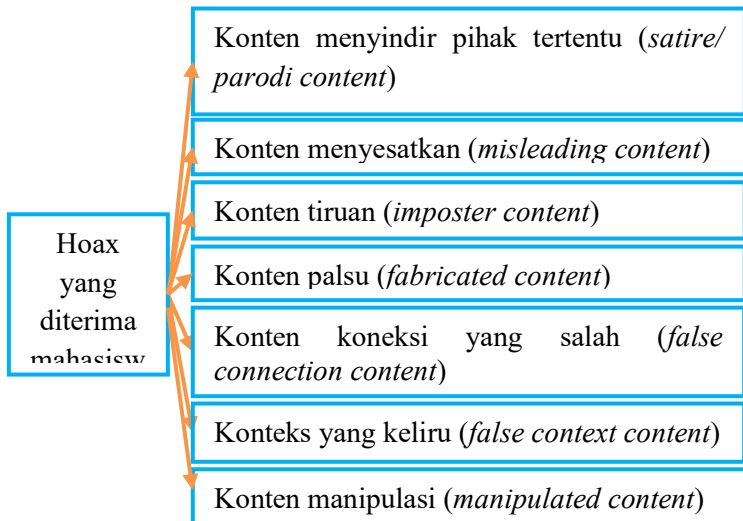 Konten menyindir pihak tertentu (satire/
parodi content)
Konten menyesatkan (misleading content)
Konten tiruan (imposter content)
Konten palsu (fabricated content)
Konten koneksi yang salah (false
connection content)
Konteks yang keliru (false context content)
Konten manipulasi (manipulated content)
Hoax
yang
diterima
mahasisw